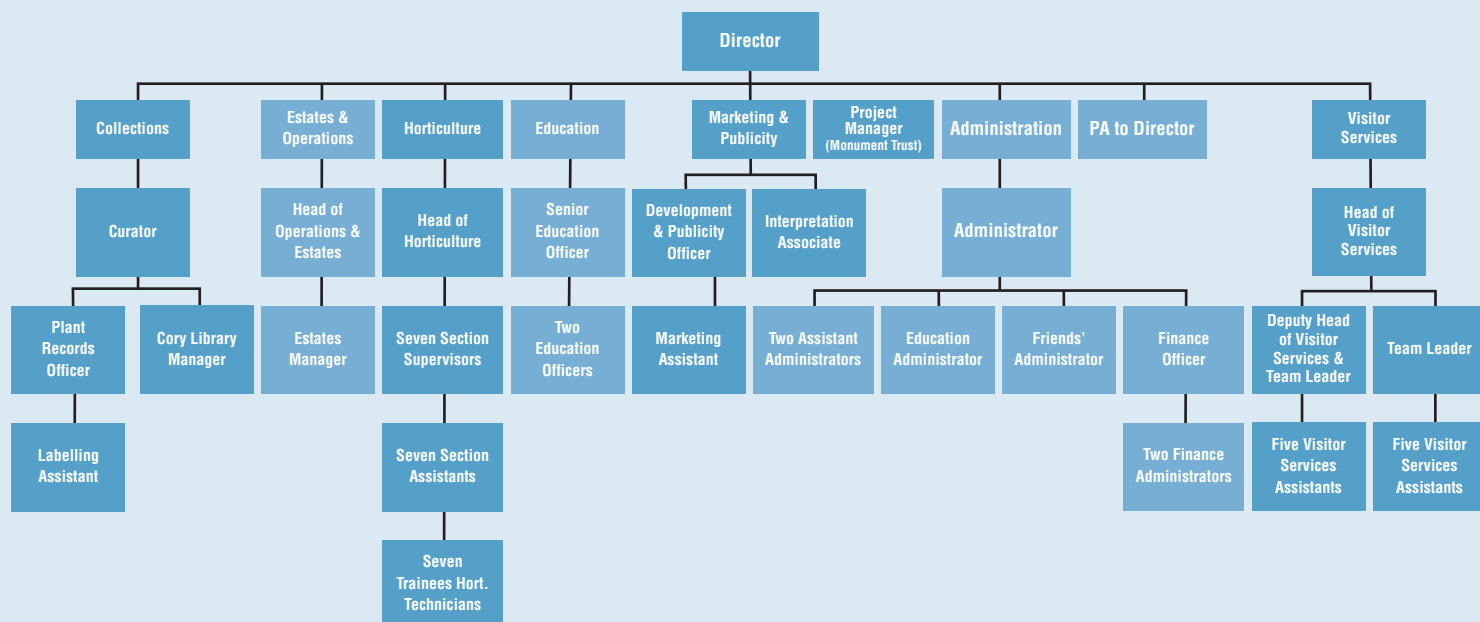 Director
Collections
Estates &
Operations
Horticulture
Education
Marketing &
Publicity
Project
Manager
(Monument Trust)
Administration
PA to Director
Visitor
Services
Curator
Head of
Operations &
Estates
Head of
Horticulture
Senior
Education
Officer
Development
& Publicity
Officer
Interpretation
Associate
Administrator
Head of
Visitor
Services
Plant
Records
Officer
Cory Library
Manager
Estates
Manager
Seven Section
Supervisors
Two
Education
Officers
Marketing
Assistant
Two Assistant
Administrators
Education
Administrator
Friends'
Administrator
Finance
Officer
Deputy Head
of Visitor
Services &
Team Leader
Team Leader
Labelling
Assistant
Seven Section
Assistants
Two Finance
Administrators
Five Visitor
Services
Assistants
Five Visitor
Services
Assistants
Seven
Trainees Hort.
Technicians